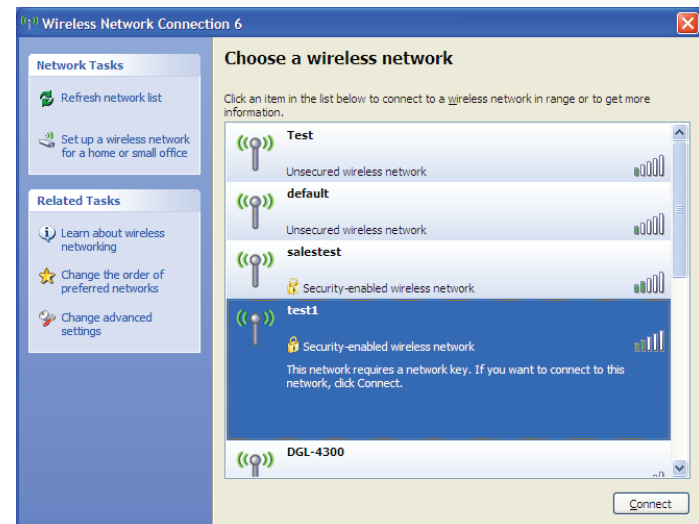 Wireless Network Connection 6
Network Tasks
Refresh network list
Set up a wireless network
for a home or small office
Related Tasks
Learn about wireless
networking
Change the order of
preferred networks
Change advanced
settings
Choose a wireless network
Click an item in the list below to connect to a wireless network in range or to get more
information.
Test
Unsecured wireless network
default
Unsecured wireless network
salestest
Security-enabled wireless network
test1
Security-enabled wireless network
This network requires a network key. If you want to connect to this
network, click Connect.
DGL-4300
Connect